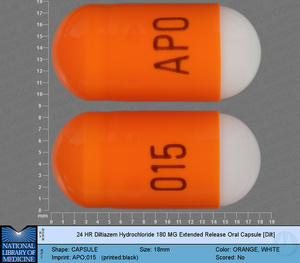 APO
015
24 HR Diltiazem Hydrochloride 180 MG Extended Release Oral Capsule [Dilt]
NATIONAL
LIBRARY OF
MEDICINE
Shape: CAPSULE Size: 18mm Color: ORANGE, WHITE
Imprint: APO;015 (printed:black) Scored: No